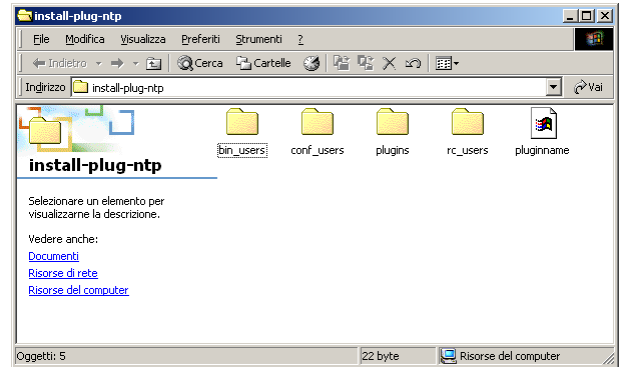 install-plug-ntp
File Modifica Visualizza Preferiti Strumenti ?
Indietro Cerca Cartelle
Indirizzo install-plug-ntp Vai
bin_users conf_users plugins rc_users pluginname
install-plug-ntp
Selezionare un elemento per
visualizzarne la descrizione.
Vedere anche:
Documenti
Risorse di rete
Risorse del computer
Oggetti: 5 22 byte Risorse del computer